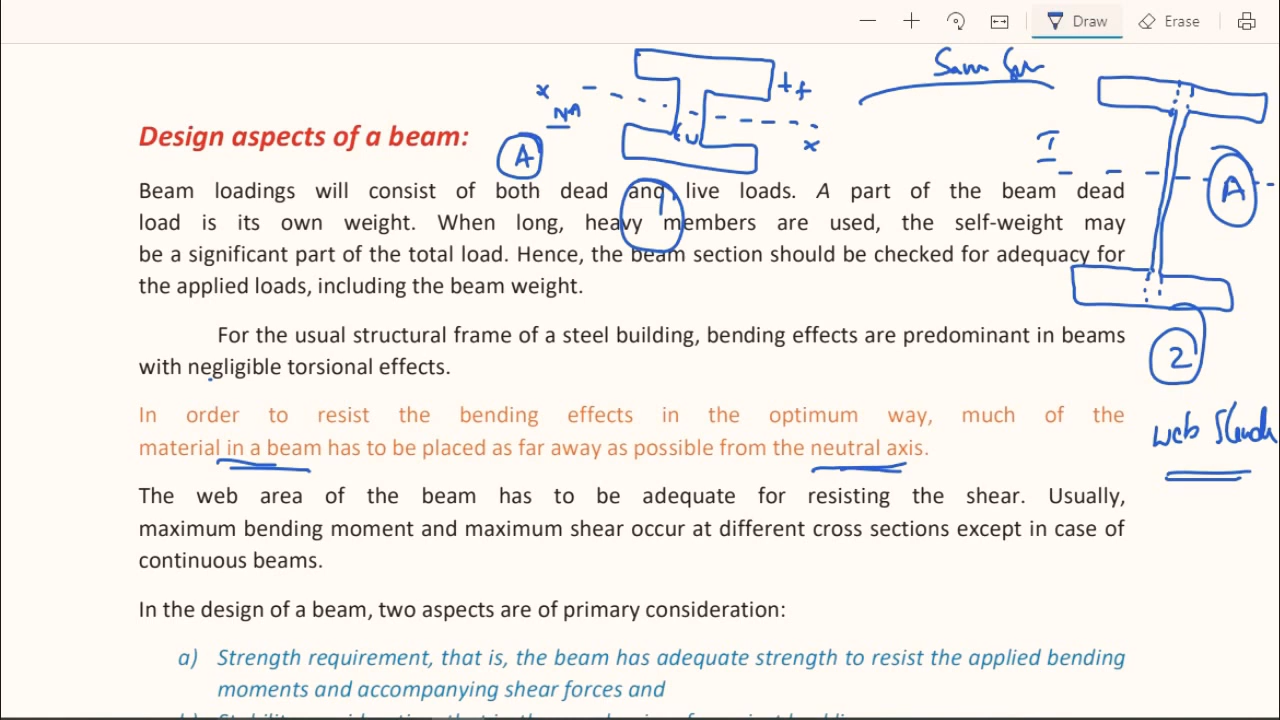 Draw
Erase
Sam Spn
x
NA
++
x
A
I
A
1
2
web Slende
Design aspects of a beam:
Beam loadings will consist of both dead and live loads. A part of the beam dead
load is its own weight. When long, heavy members are used, the self-weight may
be a significant part of the total load. Hence, the beam section should be checked for adequacy for
the applied loads, including the beam weight.
For the usual structural frame of a steel building, bending effects are predominant in beams
with negligible torsional effects.
In order to resist the bending effects in the optimum way, much of the
material in a beam has to be placed as far away as possible from the neutral axis.
The web area of the beam has to be adequate for resisting the shear. Usually,
maximum bending moment and maximum shear occur at different cross sections except in case of
continuous beams.
In the design of a beam, two aspects are of primary consideration:
a) Strength requirement, that is, the beam has adequate strength to resist the applied bending
moments and accompanying shear forces and